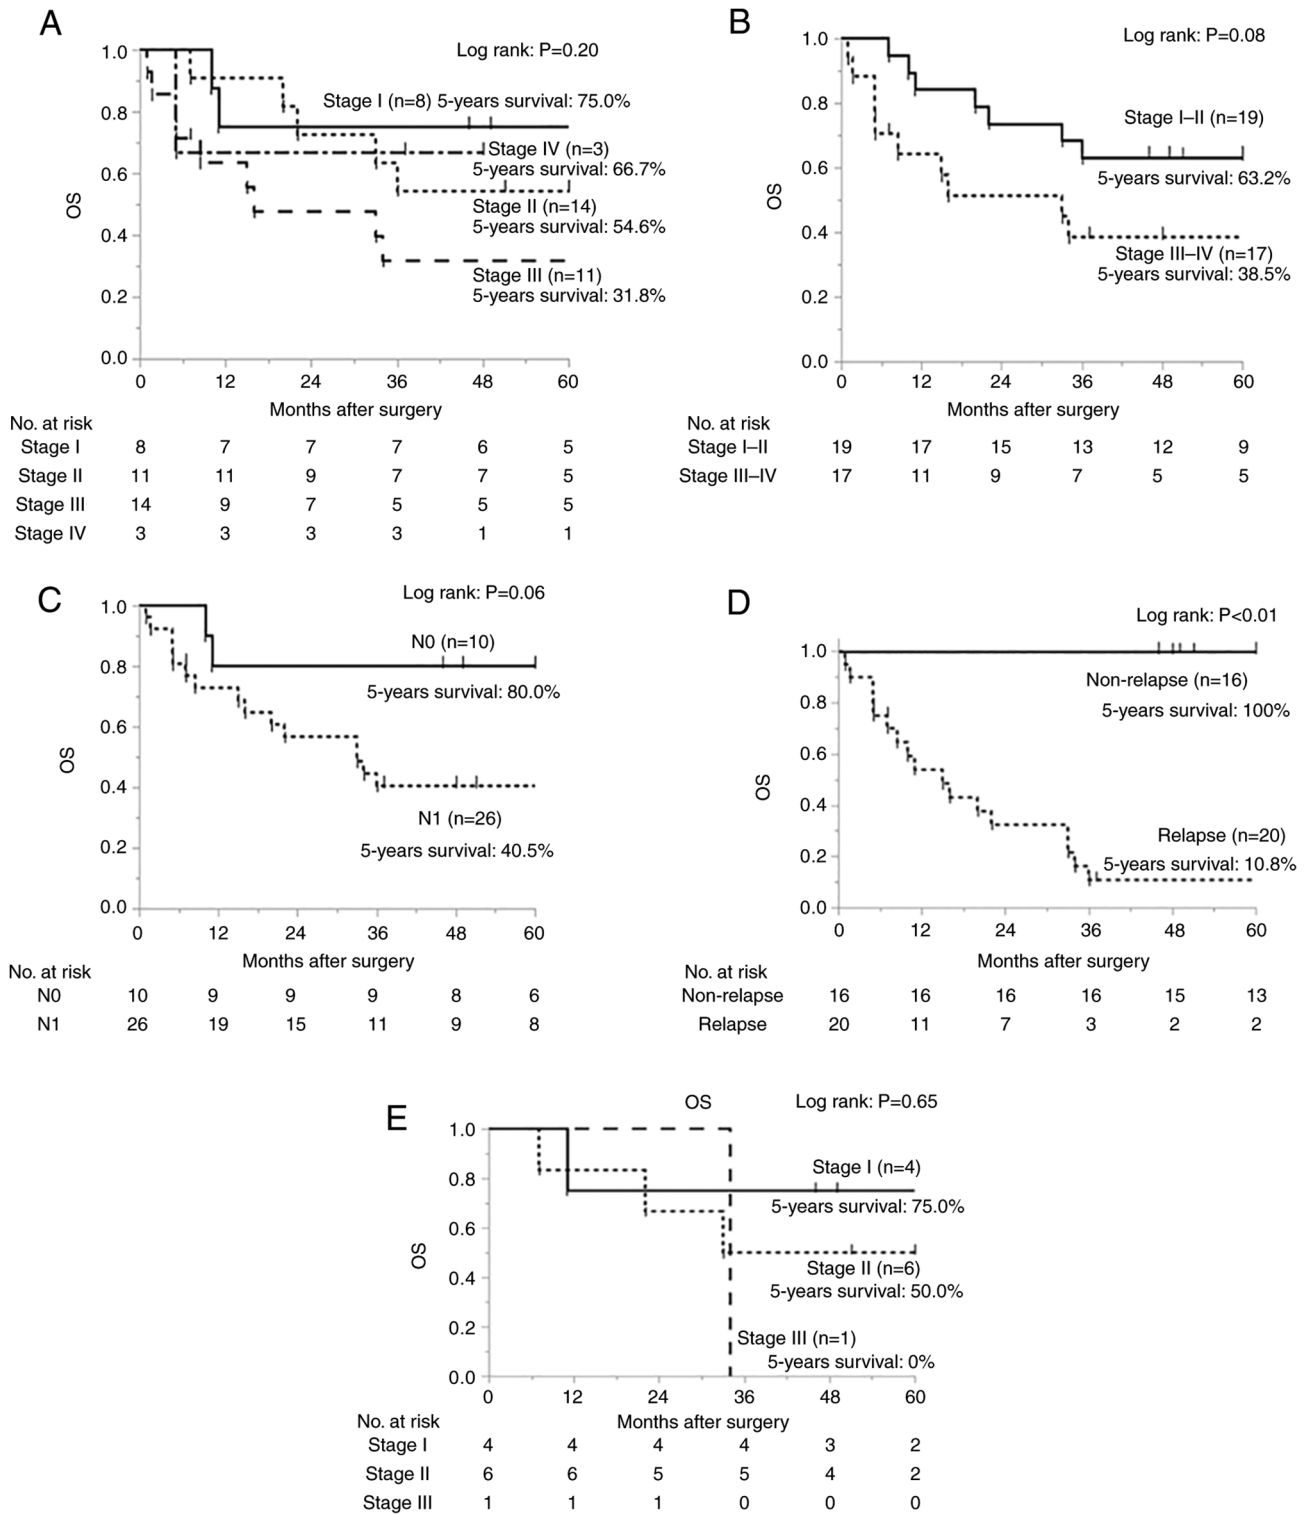 A
Log rank: P=0.20
1.0
0.8
0.6
0.4
0.2
0.0
OS
Stage I (n=8) 5-years survival: 75.0%
Stage IV (n=3)
5-years survival: 66.7%
Stage II (n=14)
5-years survival: 54.6%
Stage III (n=11)
5-years survival: 31.8%
0 12 24 36 48 60
Months after surgery
No. at risk
Stage I 8 7 7 7 6 5
Stage II 11 11 9 7 7 5
Stage III 14 9 7 5 5 5
Stage IV 3 3 3 3 1 1
B
Log rank: P=0.08
1.0
0.8
0.6
0.4
0.2
0.0
OS
Stage I–II (n=19)
5-years survival: 63.2%
Stage III–IV (n=17)
5-years survival: 38.5%
0 12 24 36 48 60
Months after surgery
No. at risk
Stage I–II 19 17 15 13 12 9
Stage III–IV 17 11 9 7 5 5
C
Log rank: P=0.06
1.0
0.8
0.6
0.4
0.2
0.0
OS
N0 (n=10)
5-years survival: 80.0%
N1 (n=26)
5-years survival: 40.5%
0 12 24 36 48 60
Months after surgery
No. at risk
N0 10 9 9 9 8 6
N1 26 19 15 11 9 8
D
Log rank: P<0.01
1.0
0.8
0.6
0.4
0.2
0.0
OS
Non-relapse (n=16)
5-years survival: 100%
Relapse (n=20)
5-years survival: 10.8%
0 12 24 36 48 60
Months after surgery
No. at risk
Non-relapse 16 16 16 16 15 13
Relapse 20 11 7 3 2 2
E
OS
Log rank: P=0.65
1.0
0.8
0.6
0.4
0.2
0.0
OS
Stage I (n=4)
5-years survival: 75.0%
Stage II (n=6)
5-years survival: 50.0%
Stage III (n=1)
5-years survival: 0%
0 12 24 36 48 60
Months after surgery
No. at risk
Stage I 4 4 4 4 3 2
Stage II 6 6 5 5 4 2
Stage III 1 1 1 0 0 0